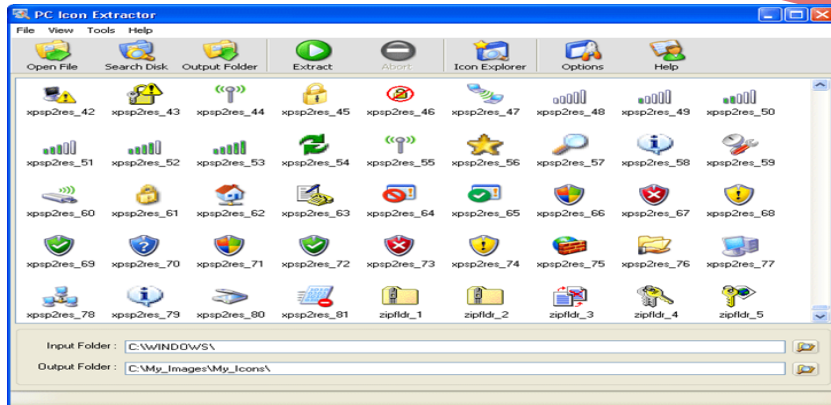 PC Icon Extractor
File View Tools Help
Open File Search Disk Output Folder Extract Abort Icon Explorer Options Help
xpsp2res_42 xpsp2res_43 xpsp2res_44 xpsp2res_45 xpsp2res_46 xpsp2res_47 xpsp2res_48 xpsp2res_49 xpsp2res_50
xpsp2res_51 xpsp2res_52 xpsp2res_53 xpsp2res_54 xpsp2res_55 xpsp2res_56 xpsp2res_57 xpsp2res_58 xpsp2res_59
xpsp2res_60 xpsp2res_61 xpsp2res_62 xpsp2res_63 xpsp2res_64 xpsp2res_65 xpsp2res_66 xpsp2res_67 xpsp2res_68
xpsp2res_69 xpsp2res_70 xpsp2res_71 xpsp2res_72 xpsp2res_73 xpsp2res_74 xpsp2res_75 xpsp2res_76 xpsp2res_77
xpsp2res_78 xpsp2res_79 xpsp2res_80 xpsp2res_81 zipfldr_1 zipfldr_2 zipfldr_3 zipfldr_4 zipfldr_5
Input Folder : C:\WINDOWS\
Output Folder : C:\My_Images\My_Icons\